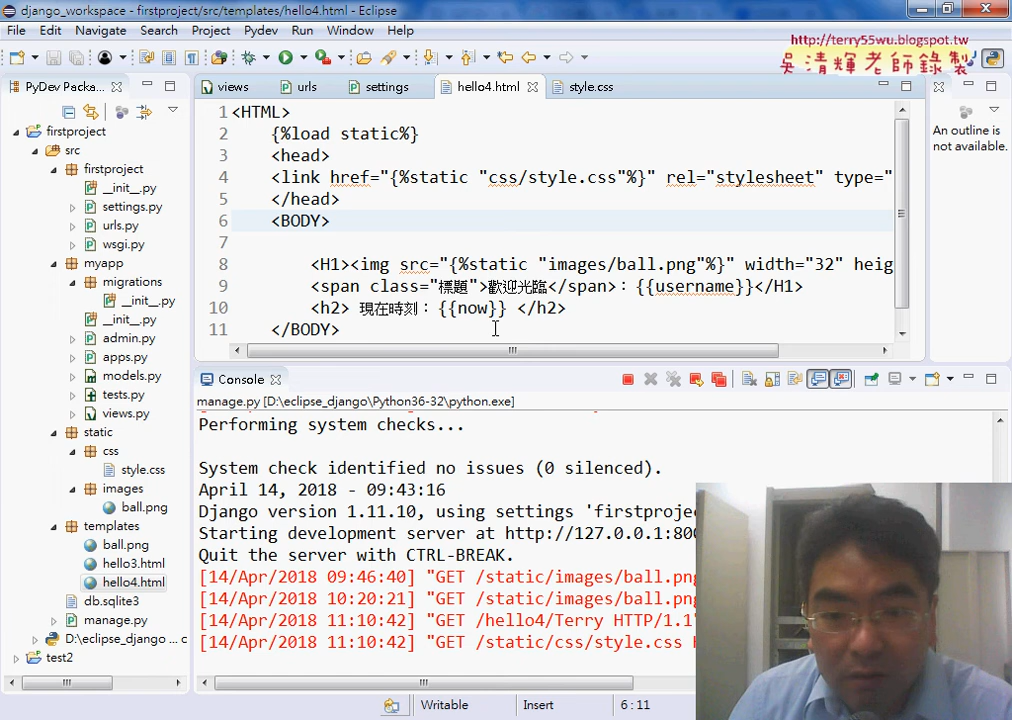 django_workspace - firstproject/src/templates/hello4.html - Eclipse
File Edit Navigate Search Project Pydev Run Window Help
http://terry55wu.blogspot.tw
吳清輝老師錄製
PyDev Packa...
views urls settings hello4.html style.css
firstproject
src
firstproject
__init__.py
settings.py
urls.py
wsgi.py
myapp
migrations
__init__.py
__init__.py
admin.py
apps.py
models.py
tests.py
views.py
static
css
style.css
images
ball.png
templates
ball.png
hello3.html
hello4.html
db.sqlite3
manage.py
D:\eclipse_django ... c
test2
1 <HTML>
2 {%load static%}
3 <head>
4 <link href="{%static "css/style.css"%}" rel="stylesheet" type="
5 </head>
6 <BODY>
7
8 <H1><img src="{%static "images/ball.png"%}" width="32" heig
9 <span class="標題">歡迎光臨</span>：{{username}}</H1>
10 <h2> 現在時刻：{{now}} </h2>
11 </BODY>
An outline is
not available.
Console
manage.py [D:\eclipse_django\Python36-32\python.exe]
Performing system checks...
System check identified no issues (0 silenced).
April 14, 2018 - 09:43:16
Django version 1.11.10, using settings 'firstproje
Starting development server at http://127.0.0.1:800
Quit the server with CTRL-BREAK.
[14/Apr/2018 09:46:40] "GET /static/images/ball.png
[14/Apr/2018 10:20:21] "GET /static/images/ball.png
[14/Apr/2018 11:10:42] "GET /hello4/Terry HTTP/1.1"
[14/Apr/2018 11:10:42] "GET /static/css/style.css H
Writable Insert 6 : 11